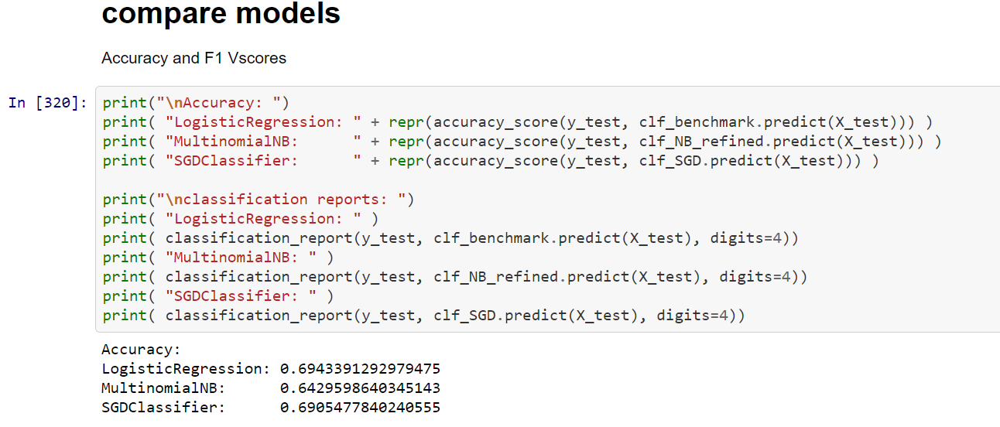 compare models
Accuracy and F1 Vscores
In [320]:
print("\nAccuracy: ")
print( "LogisticRegression: " + repr(accuracy_score(y_test, clf_benchmark.predict(X_test))) )
print( "MultinomialNB:      " + repr(accuracy_score(y_test, clf_NB_refined.predict(X_test))) )
print( "SGDClassifier:      " + repr(accuracy_score(y_test, clf_SGD.predict(X_test))) )

print("\nclassification reports: ")
print( "LogisticRegression: " )
print( classification_report(y_test, clf_benchmark.predict(X_test), digits=4))
print( "MultinomialNB: " )
print( classification_report(y_test, clf_NB_refined.predict(X_test), digits=4))
print( "SGDClassifier: " )
print( classification_report(y_test, clf_SGD.predict(X_test), digits=4))
Accuracy:
LogisticRegression: 0.6943391292979475
MultinomialNB:      0.6429598640345143
SGDClassifier:      0.6905477840240555